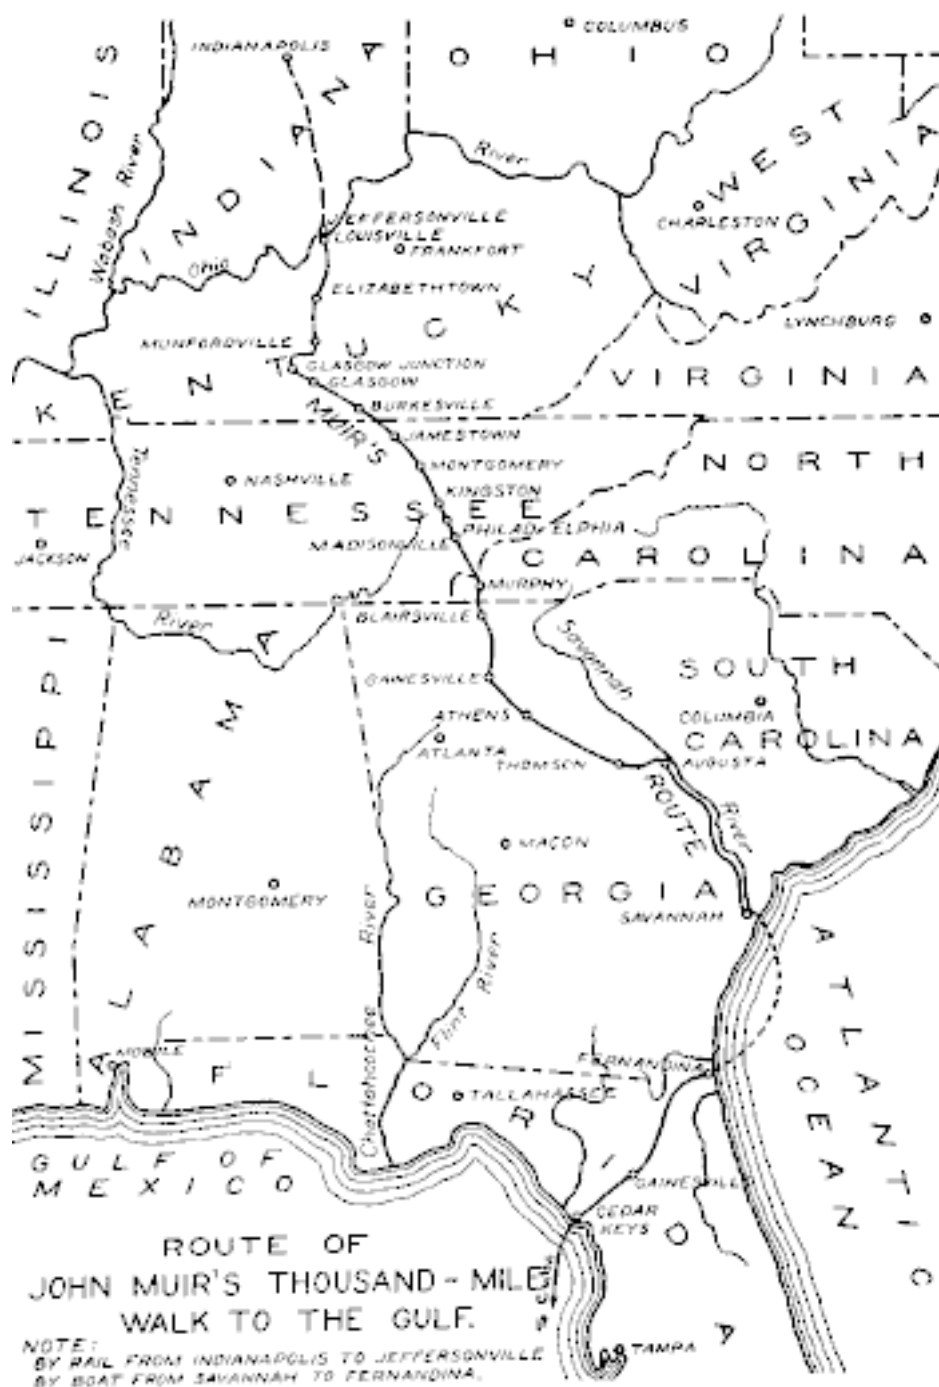 COLUMBUS
INDIANAPOLIS
OHIO
ILLINOIS
INDIANA
Wabash River
River
WEST
VIRGINIA
CHARLESTON
JEFFERSONVILLE
LOUISVILLE
FRANKFORT
Ohio
ELIZABETHTOWN
LYNCHBURG
MUNFORDVILLE
KENTUCKY
GLASGOW JUNCTION
GLASGOW
VIRGINIA
BURKESVILLE
MUIR'S
JAMESTOWN
MONTGOMERY
NORTH
Tennessee
NASHVILLE
KINGSTON
TENNESSEE
PHILADELPHIA
MADISONVILLE
JACKSON
CAROLINA
MURPHY
BLAIRSVILLE
River
Savannah
SOUTH
GAINESVILLE
COLUMBIA
ATHENS
CAROLINA
ATLANTA
THOMSON
AUGUSTA
ROUTE
River
MISSISSIPPI
ALABAMA
MACON
MONTGOMERY
GEORGIA
SAVANNAH
Chattahoochee River
Flint River
ATLANTIC
OCEAN
MOBILE
FERNANDINA
FLORIDA
TALLAHASSEE
GULF OF
MEXICO
GAINESVILLE
CEDAR
KEYS
ROUTE OF
JOHN MUIR'S THOUSAND-MILE
WALK TO THE GULF.
TAMPA
NOTE:
BY RAIL FROM INDIANAPOLIS TO JEFFERSONVILLE
BY BOAT FROM SAVANNAH TO FERNANDINA.